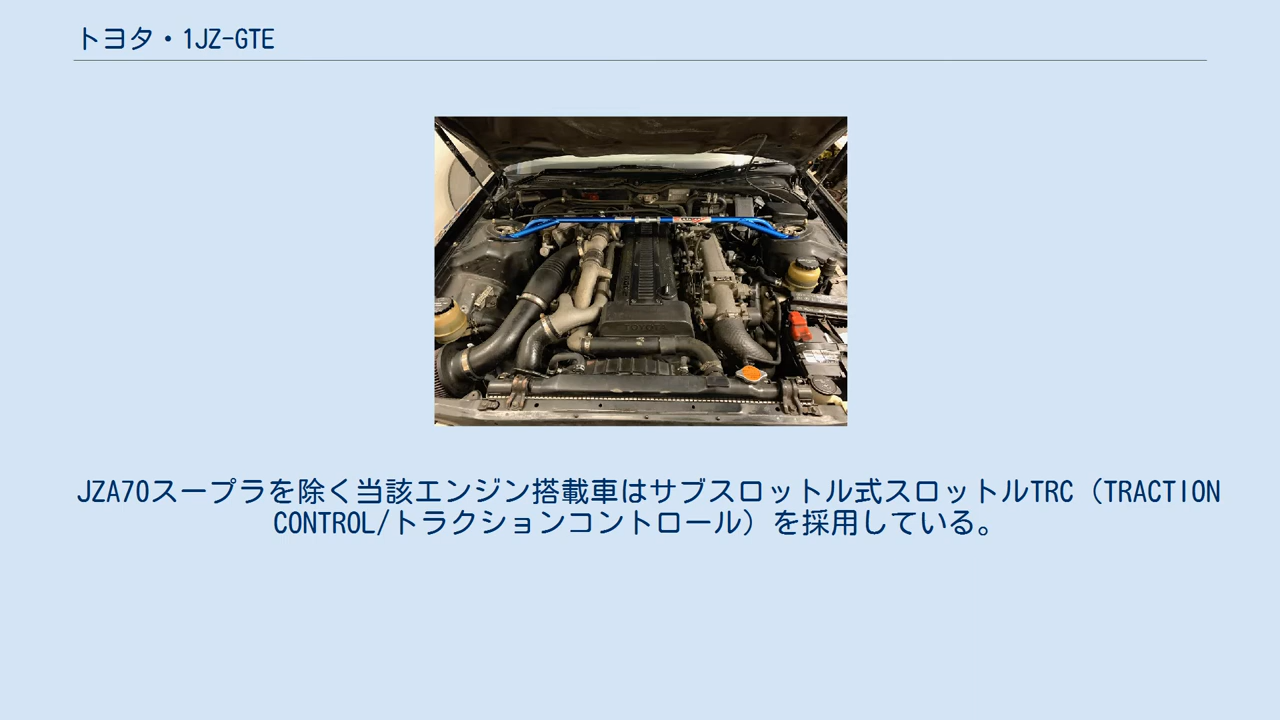 トヨタ・1JZ-GTE
JZA70スープラを除く当該エンジン搭載車はサブスロットル式スロットルTRC（TRACTION
CONTROL/トラクションコントロール）を採用している。